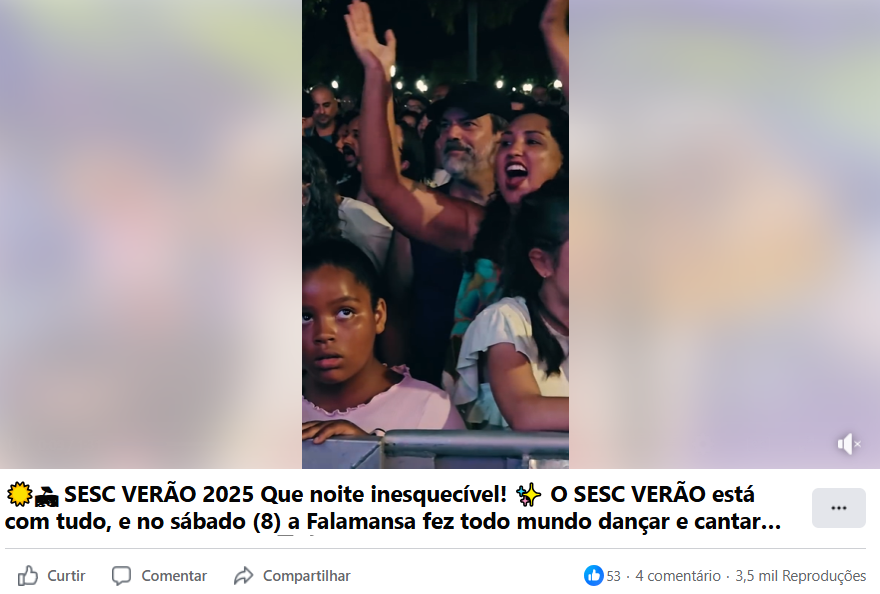 SESC VERÃO 2025 Que noite inesquecível! ✨ O SESC VERÃO está
com tudo, e no sábado (8) a Falamansa fez todo mundo dançar e cantar...
Curtir Comentar Compartilhar 53 · 4 comentário · 3,5 mil Reproduções